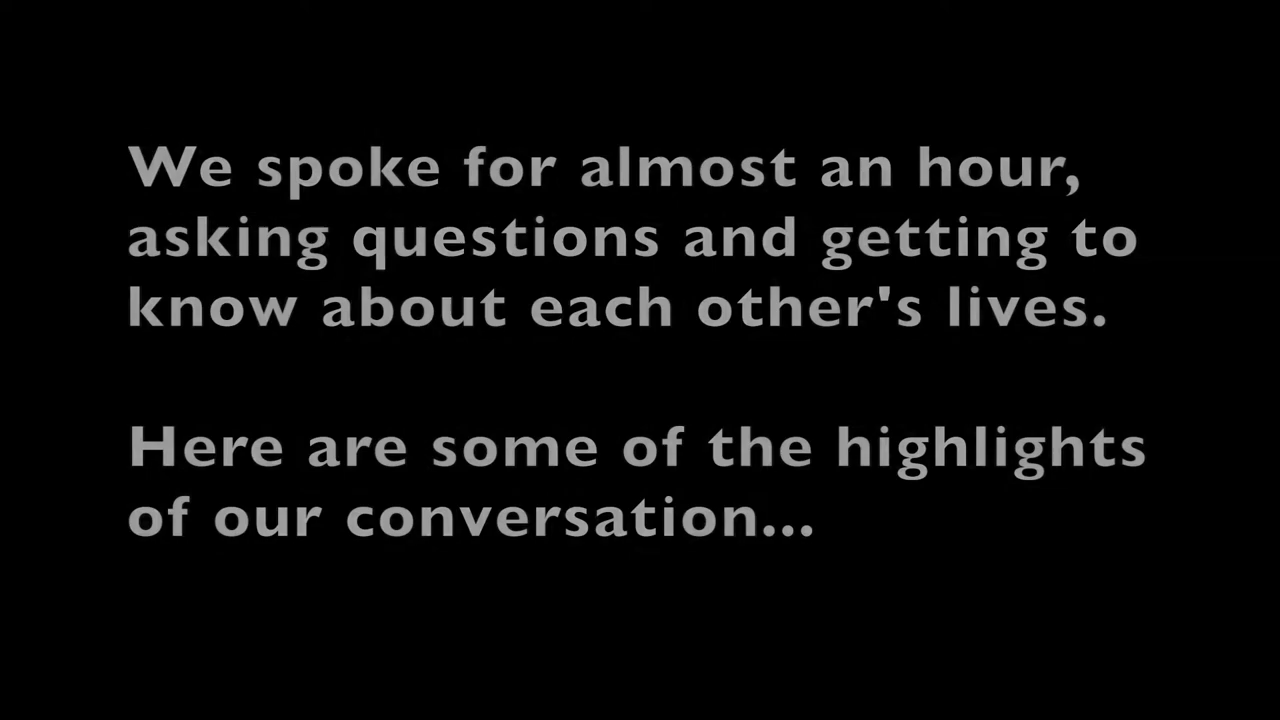 We spoke for almost an hour,
asking questions and getting to
know about each other's lives.
Here are some of the highlights
of our conversation...